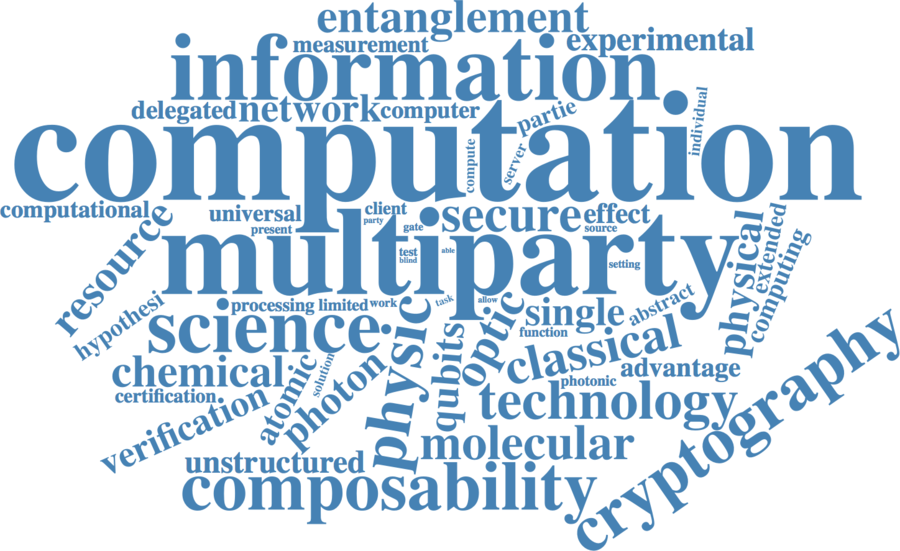 entanglement
measurement
experimental
information
delegated
network
computer
partie
individual
computation
compute
server
computational
universal
client
party
secure
effect
present
gate
source
resource
multiparty
test
blind
able
setting
physical
extended
computing
hypothesi
processing
limited
work
task
allow
single
abstract
science
physic
optic
function
qubits
classical
chemical
atomic
solution
photon
photonic
advantage
certification
verification
technology
cryptography
molecular
unstructured
composability